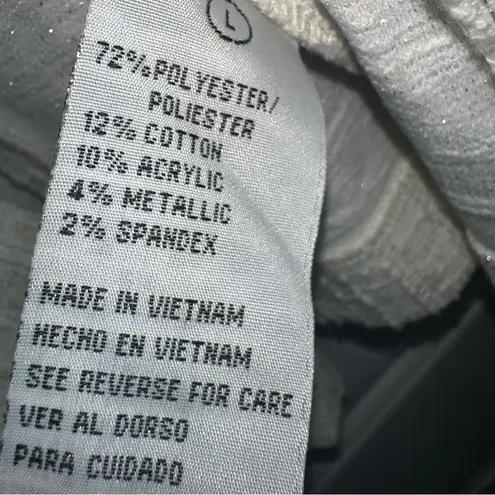 L
72% POLYESTER/
POLIESTER
12% COTTON
10% ACRYLIC
4% METALLIC
2% SPANDEX
MADE IN VIETNAM
HECHO EN VIETNAM
SEE REVERSE FOR CARE
VER AL DORSO
PARA CUIDADO